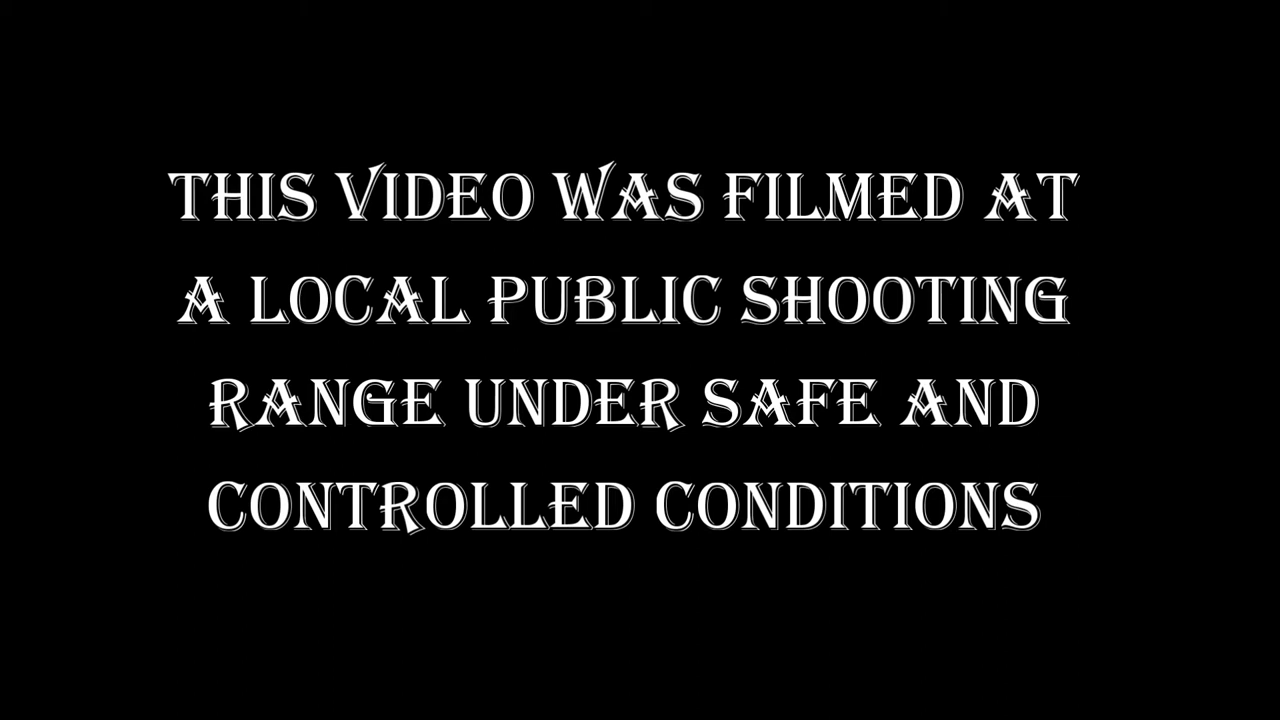 THIS VIDEO WAS FILMED AT
A LOCAL PUBLIC SHOOTING
RANGE UNDER SAFE AND
CONTROLLED CONDITIONS